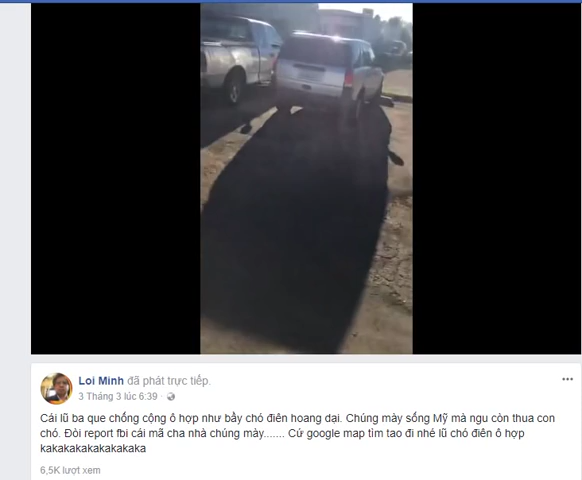 Loi Minh đã phát trực tiếp.
3 Tháng 3 lúc 6:39 ·
Cái lũ ba que chống cộng ô hợp như bầy chó điên hoang dại. Chúng mày sống Mỹ mà ngu còn thua con
chó. Đòi report fbi cái mã cha nhà chúng mày....... Cứ google map tìm tao đi nhé lũ chó điên ô hợp
kakakakakakakakaka
6,5K lượt xem